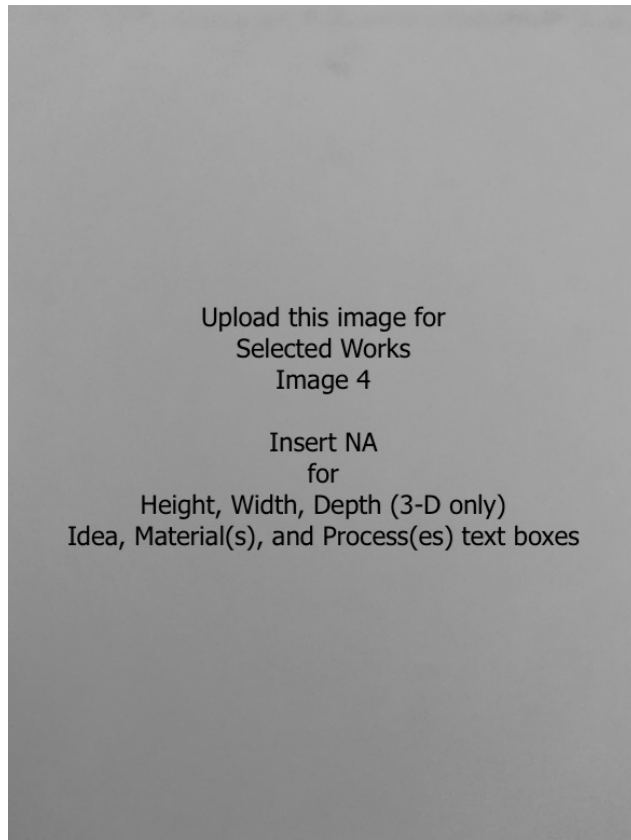 Upload this image for
Selected Works
Image 4
Insert NA
for
Height, Width, Depth (3-D only)
Idea, Material(s), and Process(es) text boxes